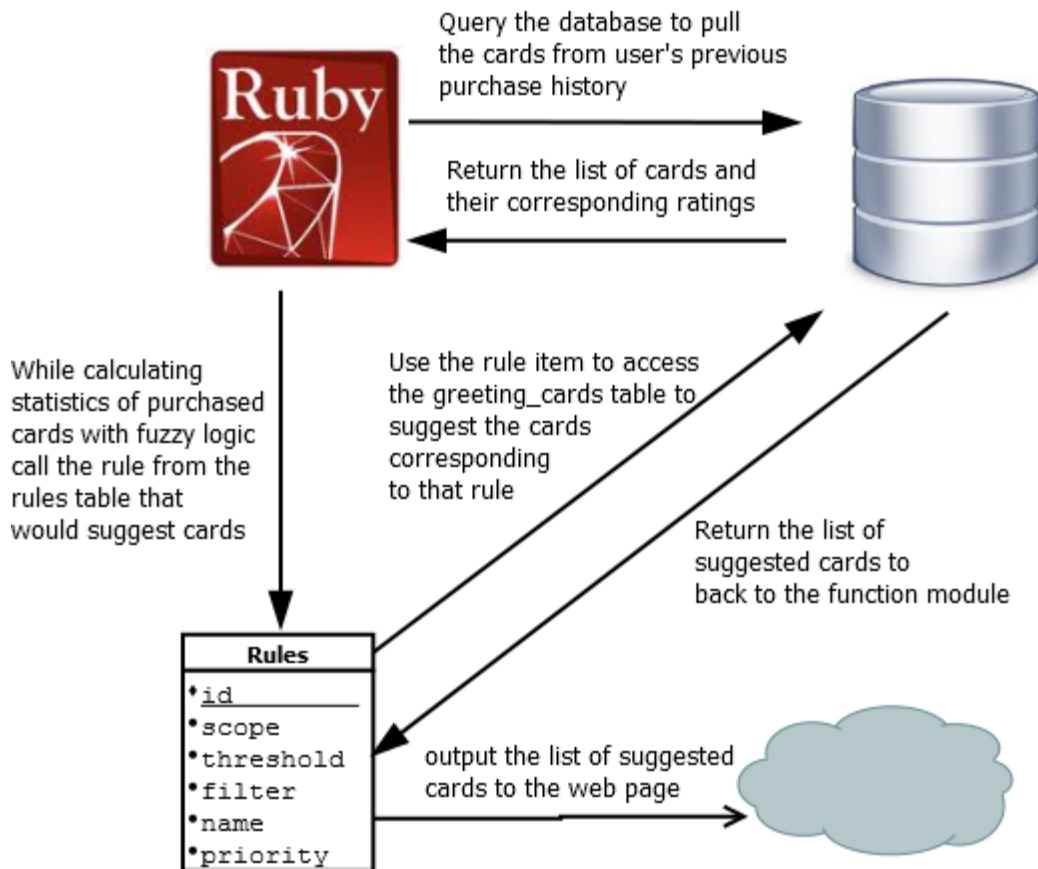 Query the database to pull
the cards from user's previous
purchase history
Ruby
Return the list of cards and
their corresponding ratings
While calculating
statistics of purchased
cards with fuzzy logic
call the rule from the
rules table that
would suggest cards
Use the rule item to access
the greeting_cards table to
suggest the cards
corresponding
to that rule
Return the list of
suggested cards to
back to the function module
Rules
id
scope
threshold
filter
name
priority
output the list of suggested
cards to the web page